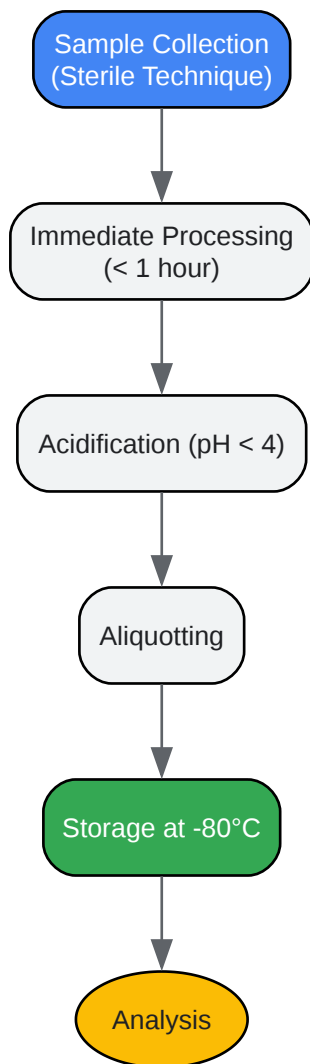 Sample Collection
(Sterile Technique)
Immediate Processing
(< 1 hour)
Acidification (pH < 4)
Aliquotting
Storage at -80°C
Analysis